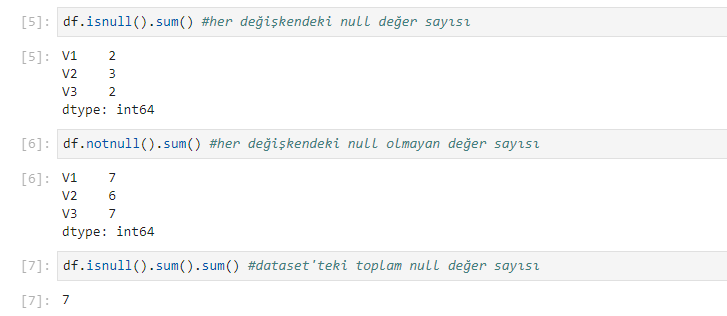 [5]: df.isnull().sum() #her değişkendeki null değer sayısı
[5]: V1    2
V2    3
V3    2
dtype: int64
[6]: df.notnull().sum() #her değişkendeki null olmayan değer sayısı
[6]: V1    7
V2    6
V3    7
dtype: int64
[7]: df.isnull().sum().sum() #dataset'teki toplam null değer sayısı
[7]: 7